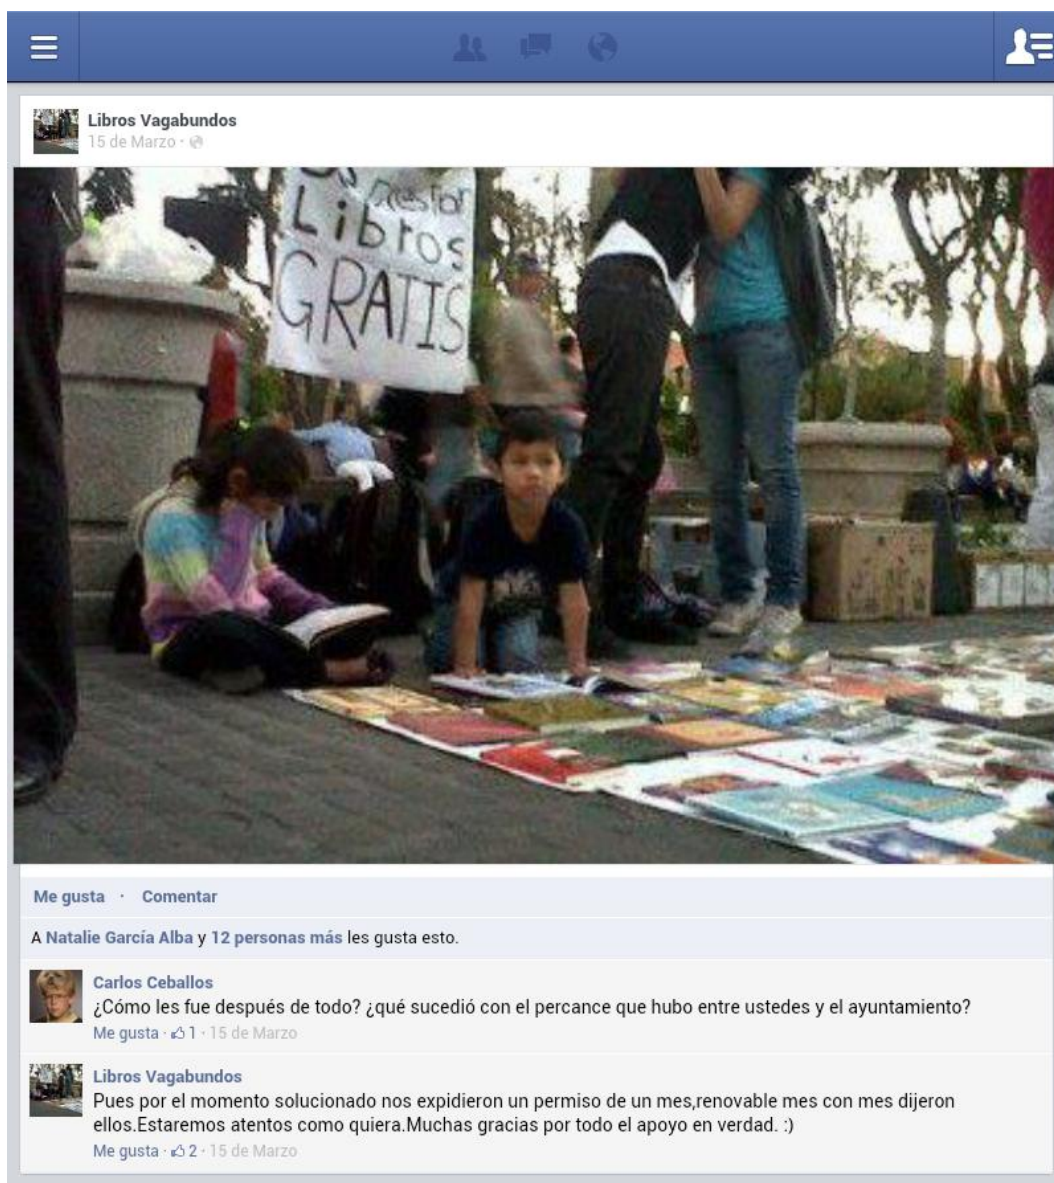 Libros Vagabundos
15 de Marzo ·
Libros
GRATIS
Me gusta · Comentar
A Natalie García Alba y 12 personas más les gusta esto.
Carlos Ceballos
¿Cómo les fue después de todo? ¿qué sucedió con el percance que hubo entre ustedes y el ayuntamiento?
Me gusta · 1 · 15 de Marzo
Libros Vagabundos
Pues por el momento solucionado nos expidieron un permiso de un mes,renovable mes con mes dijeron
ellos.Estaremos atentos como quiera.Muchas gracias por todo el apoyo en verdad. :)
Me gusta · 2 · 15 de Marzo